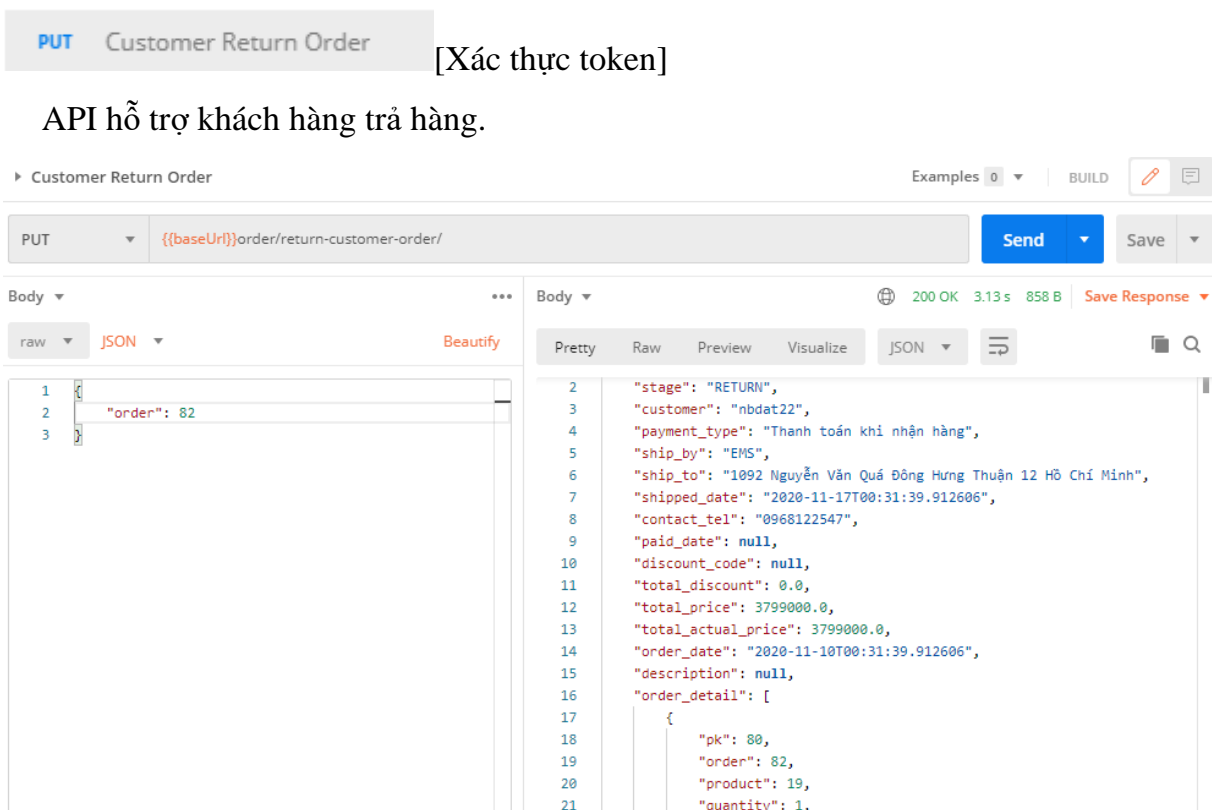 PUT Customer Return Order [Xác thực token]
API hỗ trợ khách hàng trả hàng.
Customer Return Order Examples 0 BUILD
PUT {{baseUrl}}order/return-customer-order/ Send Save
Body ••• Body 200 OK 3.13 s 858 B Save Response
raw JSON Beautify Pretty Raw Preview Visualize JSON
1 {
2 "order": 82
3 }
2 "stage": "RETURN",
3 "customer": "nbdat22",
4 "payment_type": "Thanh toán khi nhận hàng",
5 "ship_by": "EMS",
6 "ship_to": "1092 Nguyễn Văn Quá Đông Hưng Thuận 12 Hồ Chí Minh",
7 "shipped_date": "2020-11-17T00:31:39.912606",
8 "contact_tel": "0968122547",
9 "paid_date": null,
10 "discount_code": null,
11 "total_discount": 0.0,
12 "total_price": 3799000.0,
13 "total_actual_price": 3799000.0,
14 "order_date": "2020-11-10T00:31:39.912606",
15 "description": null,
16 "order_detail": [
17 {
18 "pk": 80,
19 "order": 82,
20 "product": 19,
21 "quantity": 1,